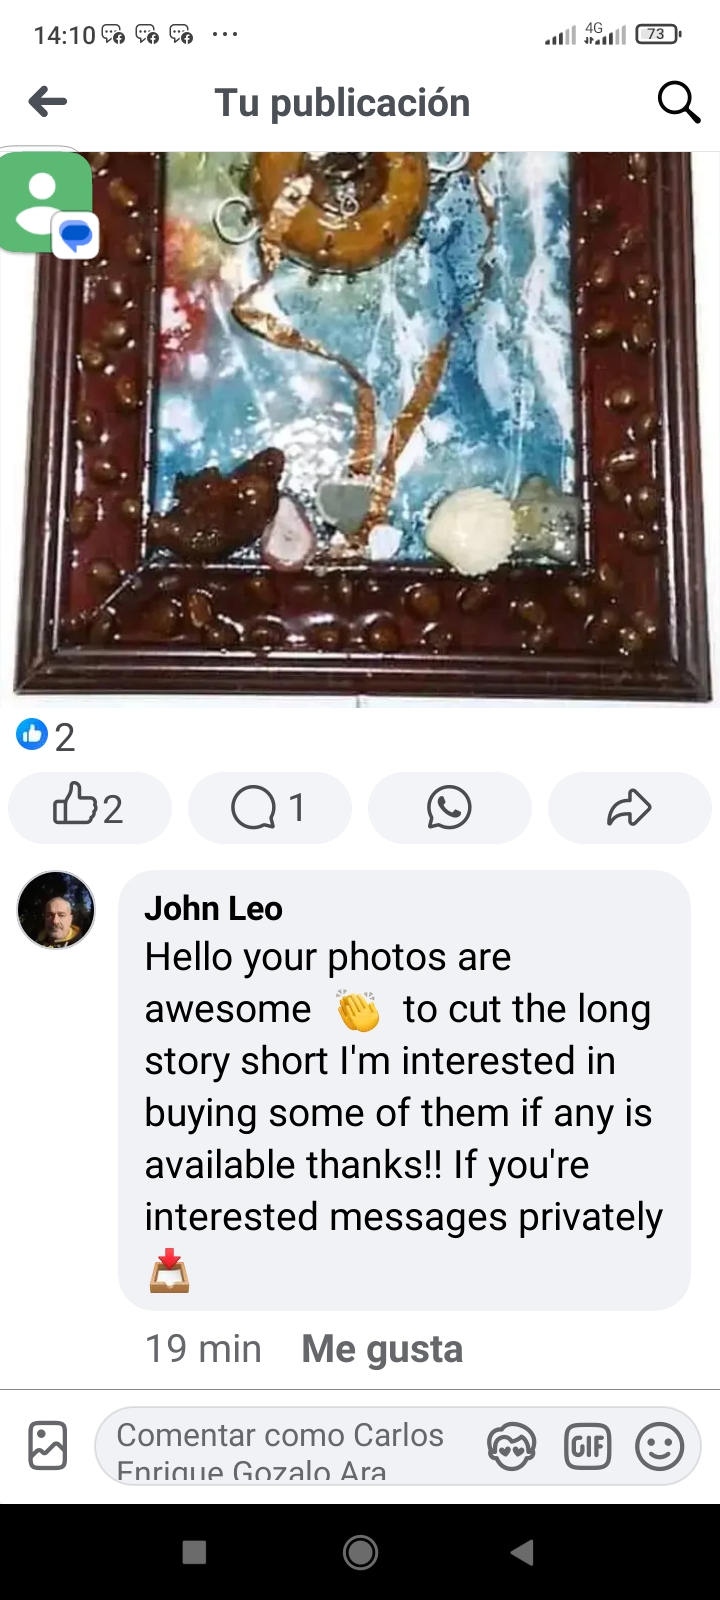 14:10 4G 73
Tu publicación
2
2 1
John Leo
Hello your photos are
awesome 👏 to cut the long
story short I'm interested in
buying some of them if any is
available thanks!! If you're
interested messages privately
📥
19 min Me gusta
Comentar como Carlos
Enrique Gozalo Ara
GIF